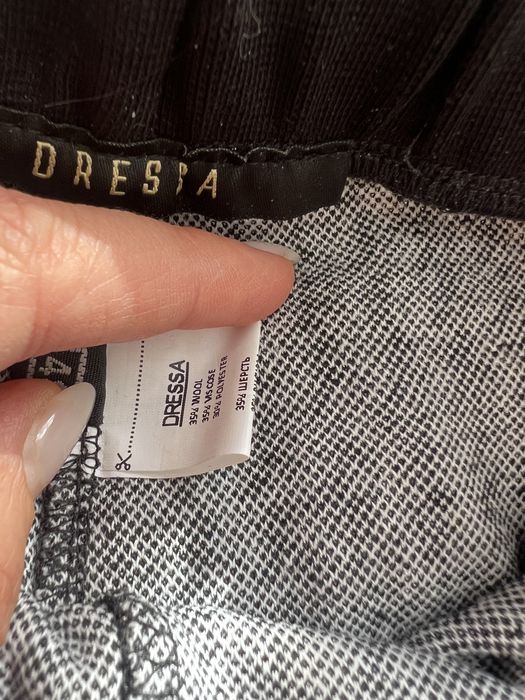 DRESSA
DRESSA
35% WOOL
35% VISCOSE
30% POLYESTER
35% ШЕРСТЬ